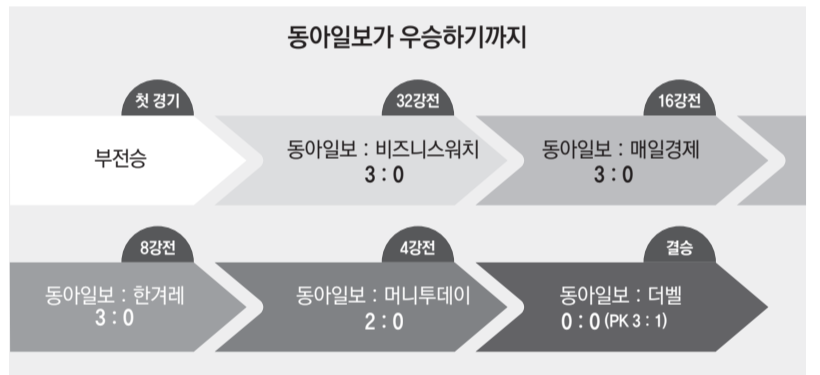 동아일보가 우승하기까지
첫 경기
부전승
32강전
동아일보 : 비즈니스워치
3 : 0
16강전
동아일보 : 매일경제
3 : 0
8강전
동아일보 : 한겨레
3 : 0
4강전
동아일보 : 머니투데이
2 : 0
결승
동아일보 : 더벨
0 : 0 (PK 3 : 1)